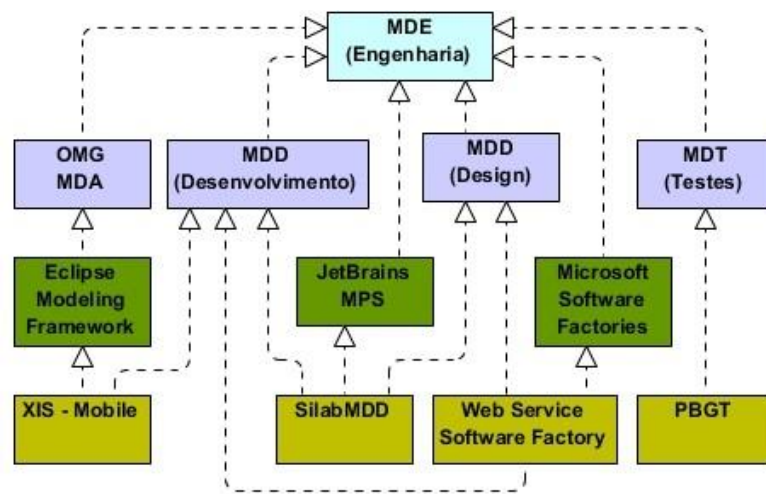 MDE
(Engenharia)
OMG
MDA
MDD
(Desenvolvimento)
MDD
(Design)
MDT
(Testes)
Eclipse
Modeling
Framework
JetBrains
MPS
Microsoft
Software
Factories
XIS - Mobile
SilabMDD
Web Service
Software Factory
PBGT